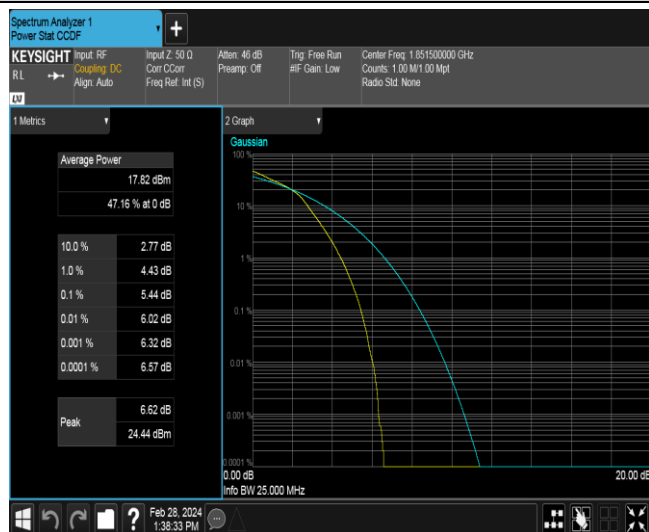 Spectrum Analyzer 1
Power Stat CCDF
+
KEYSIGHT
RL
LXI
Input: RF
Coupling: DC
Align: Auto
Input Z: 50 Ω
Corr CCorr
Freq Ref: Int (S)
Atten: 46 dB
Preamp: Off
Trig: Free Run
#IF Gain: Low
Center Freq: 1.851500000 GHz
Counts: 1.00 M/1.00 Mpt
Radio Std: None
1 Metrics
Average Power
17.82 dBm
47.16 % at 0 dB
10.0 % 2.77 dB
1.0 % 4.43 dB
0.1 % 5.44 dB
0.01 % 6.02 dB
0.001 % 6.32 dB
0.0001 % 6.57 dB
Peak
6.62 dB
24.44 dBm
2 Graph
Gaussian
100 %
10 %
1 %
0.1 %
0.01 %
0.001 %
0.0001 %
0.00 dB
20.00 dB
Info BW 25.000 MHz
?
Feb 28, 2024
1:38:33 PM